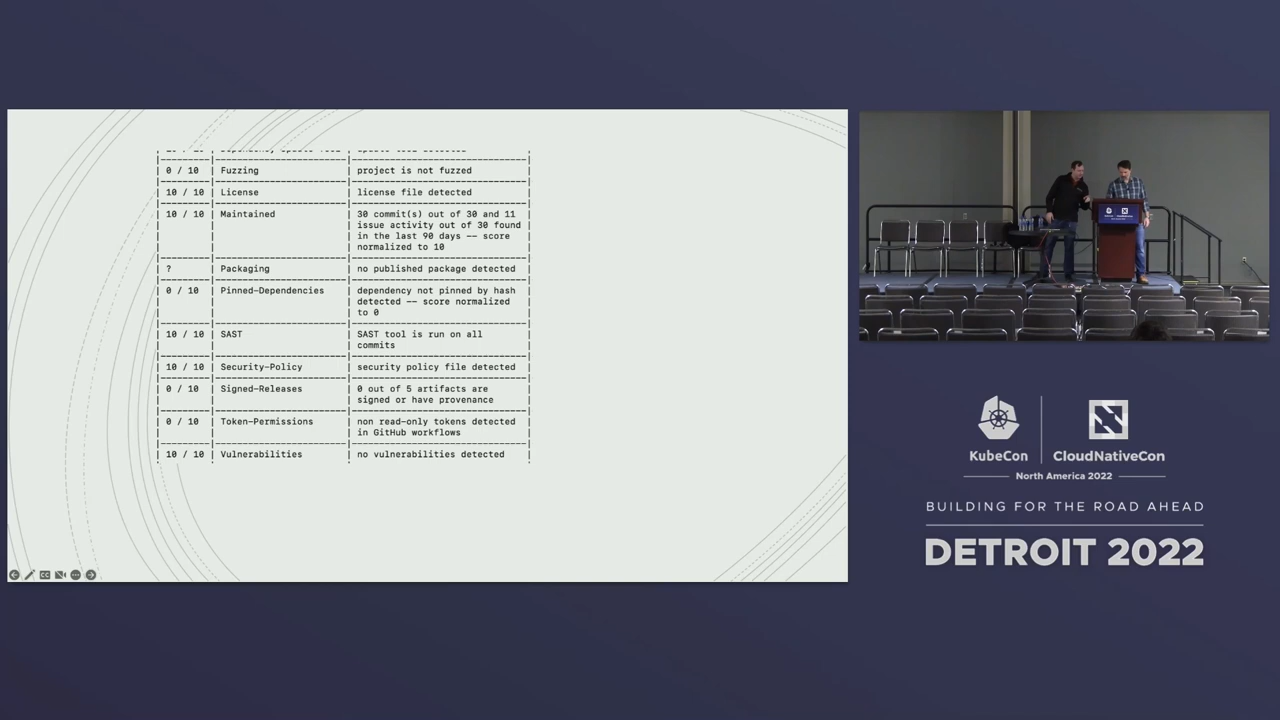 0 / 10 | Fuzzing | project is not fuzzed
10 / 10 | License | license file detected
10 / 10 | Maintained | 30 commit(s) out of 30 and 11
issue activity out of 30 found
in the last 90 days -- score
normalized to 10
? | Packaging | no published package detected
0 / 10 | Pinned-Dependencies | dependency not pinned by hash
detected -- score normalized
to 0
10 / 10 | SAST | SAST tool is run on all
commits
10 / 10 | Security-Policy | security policy file detected
0 / 10 | Signed-Releases | 0 out of 5 artifacts are
signed or have provenance
0 / 10 | Token-Permissions | non read-only tokens detected
in GitHub workflows
10 / 10 | Vulnerabilities | no vulnerabilities detected
KubeCon
CloudNativeCon
North America 2022
BUILDING FOR THE ROAD AHEAD
DETROIT 2022